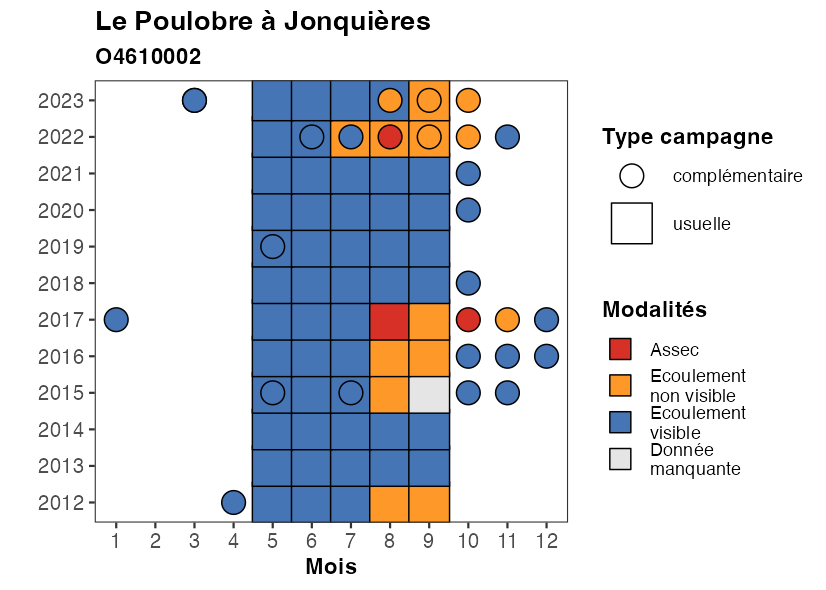 Le Poulobre à Jonquières
O4610002
2023
2022
2021
2020
2019
2018
2017
2016
2015
2014
2013
2012
1 2 3 4 5 6 7 8 9 10 11 12
Mois
Type campagne
complémentaire
usuelle
Modalités
Assec
Ecoulement
non visible
Ecoulement
visible
Donnée
manquante